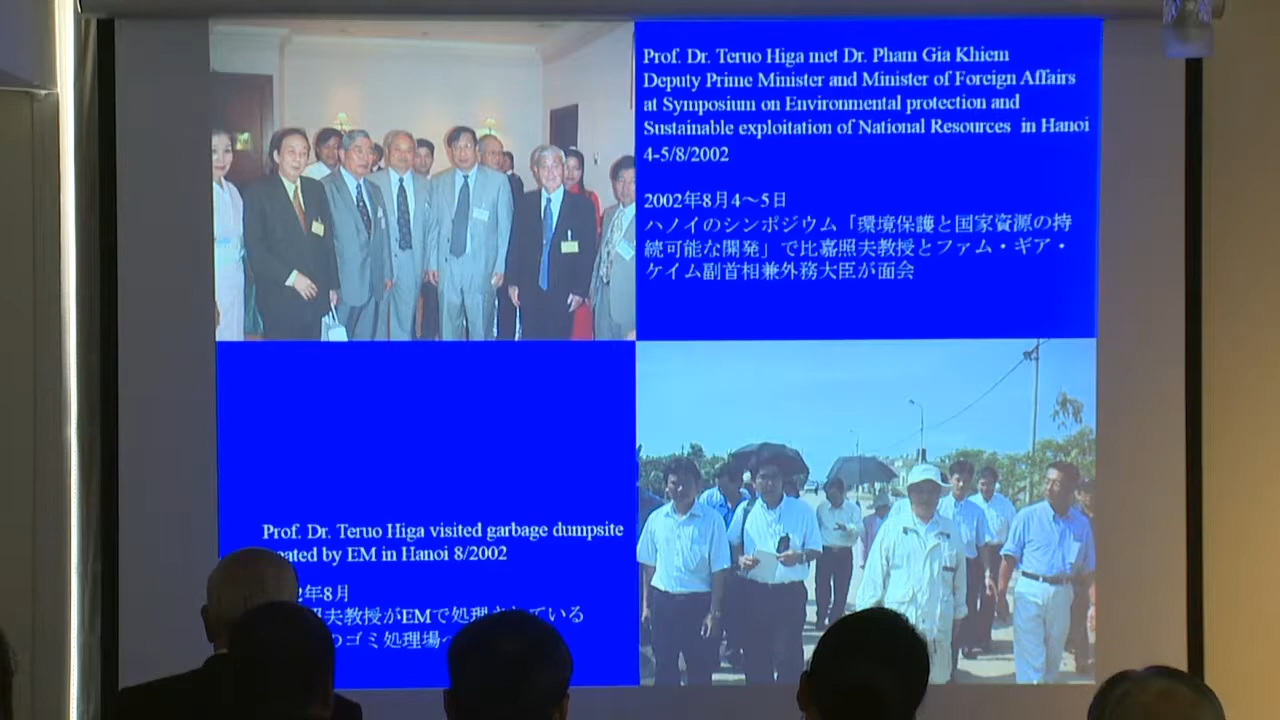 Prof. Dr. Teruo Higa met Dr. Pham Gia Khiem
Deputy Prime Minister and Minister of Foreign Affairs
at Symposium on Environmental protection and
Sustainable exploitation of National Resources in Hanoi
4-5/8/2002
2002年8月4～5日
ハノイのシンポジウム「環境保護と国家資源の持
続可能な開発」で比嘉照夫教授とファム・ギア・
ケイム副首相兼外務大臣が面会
Prof. Dr. Teruo Higa visited garbage dumpsite
by EM in Hanoi 8/2002
年8月
照夫教授がEMで処理されている
のゴミ処理場へ